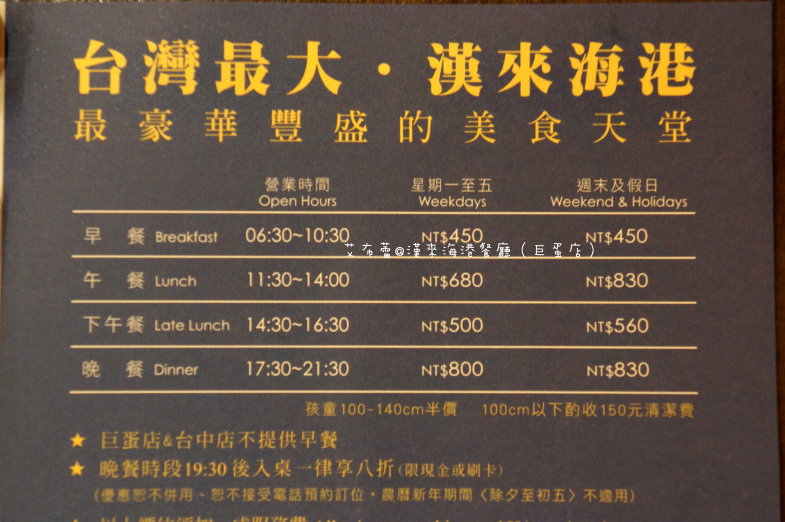 台灣最大・漢來海港
最豪華豐盛的美食天堂
營業時間 星期一至五 週末及假日
Open Hours Weekdays Weekend & Holidays
早 餐 Breakfast 06:30~10:30 NT$450 NT$450
艾布蕾@漢來海港餐廳(巨蛋店)
午 餐 Lunch 11:30~14:00 NT$680 NT$830
下午餐 Late Lunch 14:30~16:30 NT$500 NT$560
晚 餐 Dinner 17:30~21:30 NT$800 NT$830
孩童100-140cm半價 100cm以下酌收150元清潔費
★ 巨蛋店&台中店不提供早餐
★ 晚餐時段19:30後入桌一律享八折(限現金或刷卡)
(優惠恕不併用、恕不接受電話預約訂位，農曆新年期間〈除夕至初五〉不適用)